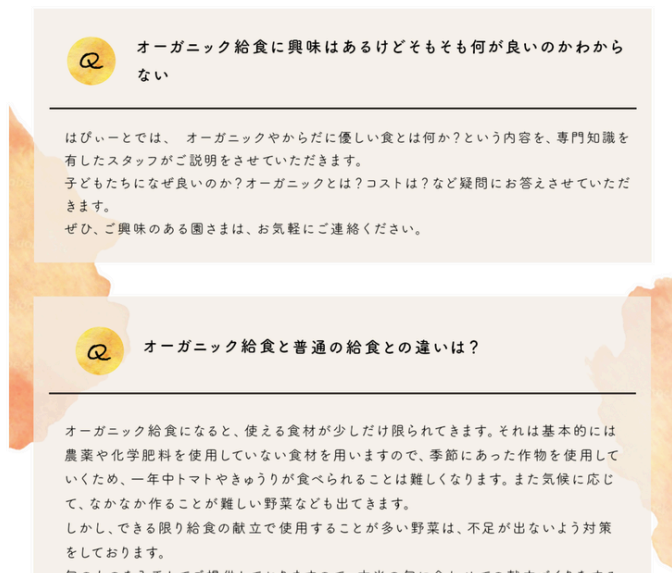 Q
オーガニック給食に興味はあるけどそもそも何が良いのかわから
ない
はぴぃーとでは、 オーガニックやからだに優しい食とは何か？という内容を、専門知識を
有したスタッフがご説明をさせていただきます。
子どもたちになぜ良いのか？オーガニックとは？コストは？など疑問にお答えさせていただ
きます。
ぜひ、ご興味のある園さまは、お気軽にご連絡ください。
Q
オーガニック給食と普通の給食との違いは？
オーガニック給食になると、使える食材が少しだけ限られてきます。それは基本的には
農薬や化学肥料を使用していない食材を用いますので、季節にあった作物を使用して
いくため、一年中トマトやきゅうりが食べられることは難しくなります。また気候に応じ
て、なかなか作ることが難しい野菜なども出てきます。
しかし、できる限り給食の献立で使用することが多い野菜は、不足が出ないよう対策
をしております。